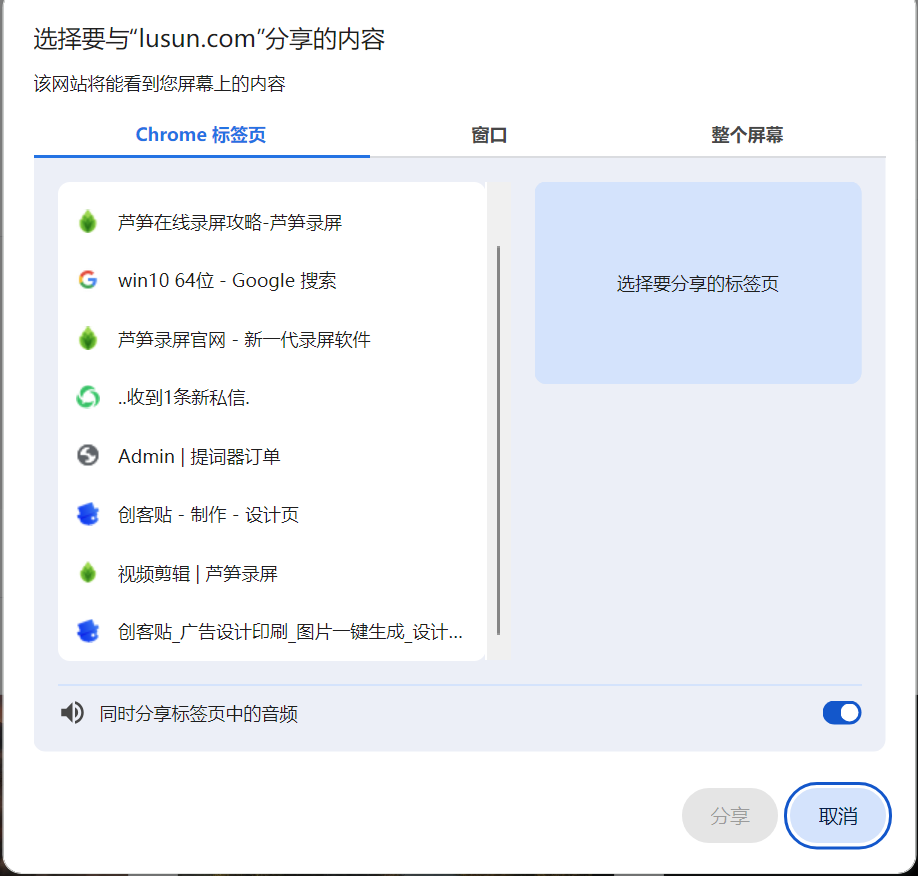 选择要与“lusun.com”分享的内容
该网站将能看到您屏幕上的内容
Chrome 标签页
窗口
整个屏幕
芦笋在线录屏攻略-芦笋录屏
win10 64位 - Google 搜索
芦笋录屏官网 - 新一代录屏软件
..收到1条新私信.
Admin | 提词器订单
创客贴 - 制作 - 设计页
视频剪辑 | 芦笋录屏
创客贴_广告设计印刷_图片一键生成_设计...
选择要分享的标签页
同时分享标签页中的音频
分享
取消